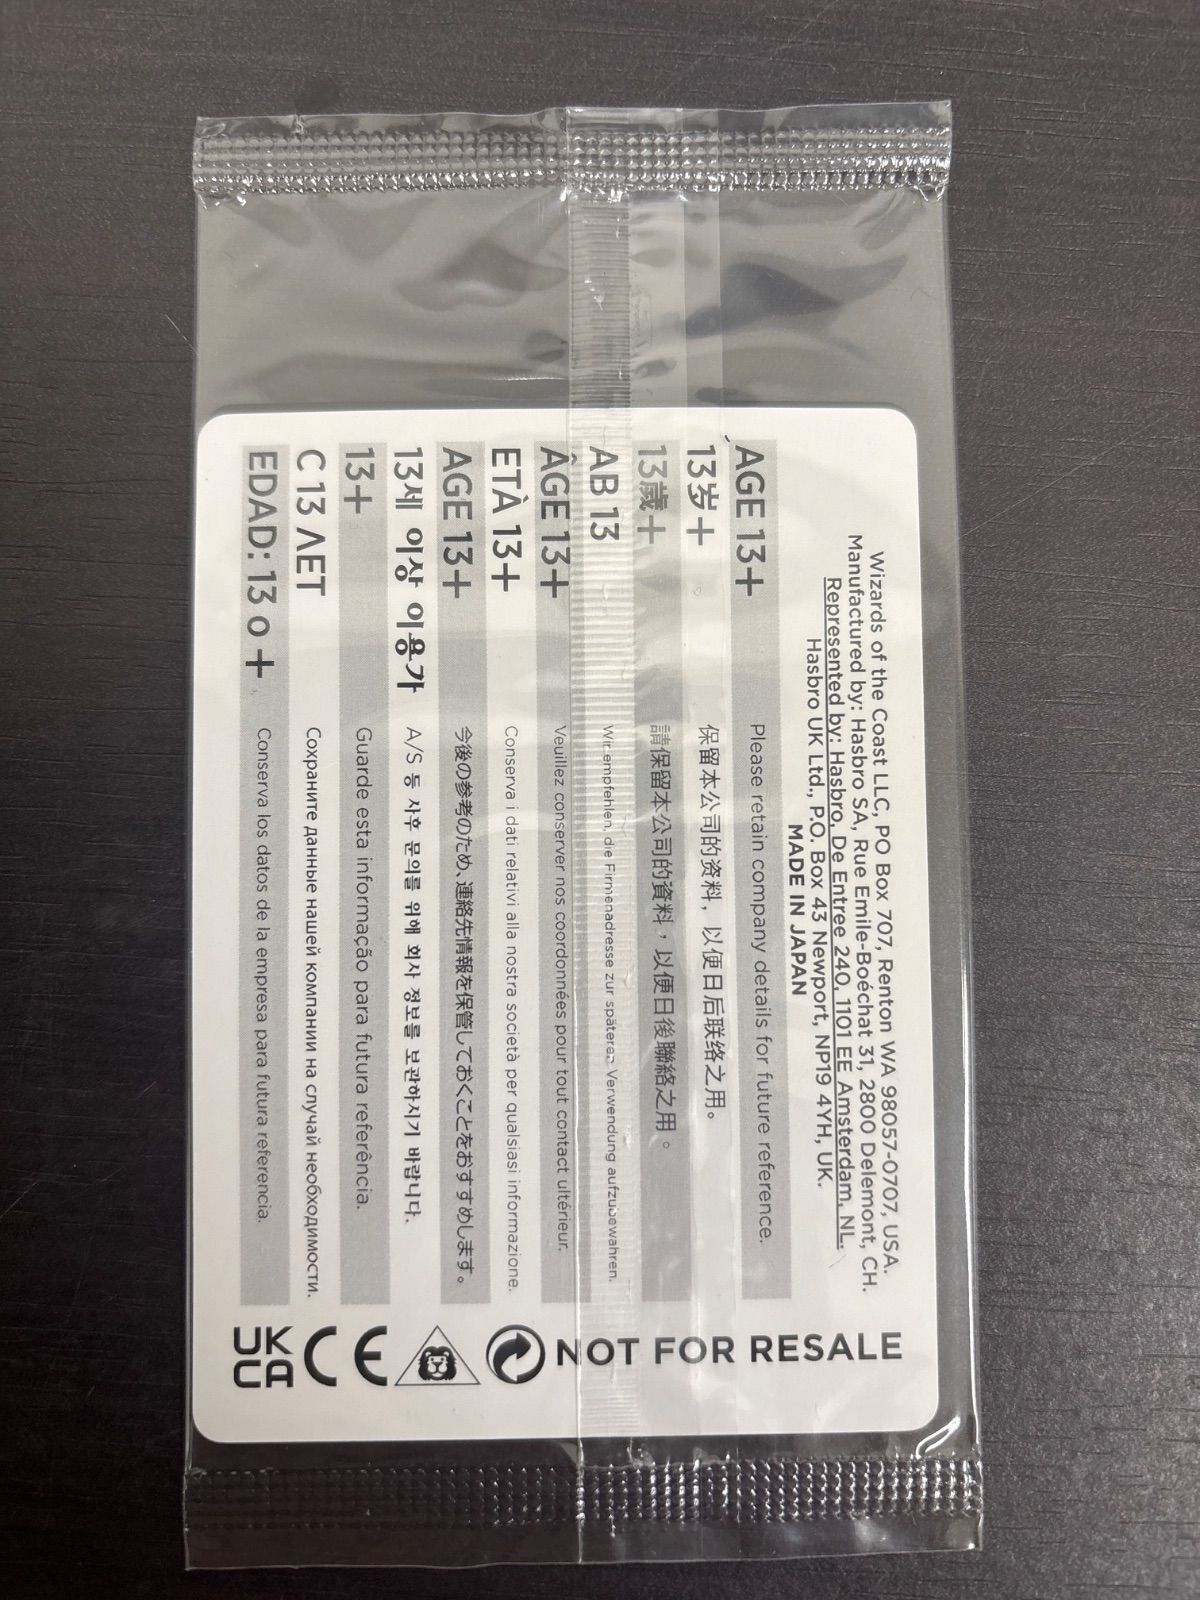 Wizards of the Coast LLC, PO Box 707, Renton WA 98057-0707, USA.
Manufactured by: Hasbro SA, Rue Emile-Boéchat 31, 2800 Delemont, CH.
Represented by: Hasbro, De Entree 240, 1101 EE Amsterdam, NL.
Hasbro UK Ltd., P.O. Box 43 Newport, NP19 4YH, UK.
MADE IN JAPAN
AGE 13+ Please retain company details for future reference.
13岁+ 保留本公司的资料，以便日后联络之用。
13歲+ 請保留本公司的資料，以便日後聯絡之用。
AB 13 Wir empfehlen, die Firmenadresse zur späteren Verwendung aufzubewahren.
ÂGE 13+ Veuillez conserver nos coordonnées pour tout contact ultérieur.
ETÀ 13+ Conserva i dati relativi alla nostra società per qualsiasi informazione.
AGE 13+ 今後の参考のため、連絡先情報を保管しておくことをおすすめします。
13세 이상 이용가 A/S 등 사후 문의를 위해 회사 정보를 보관하시기 바랍니다.
13+ Guarde esta informação para futura referência.
С 13 ЛЕТ Сохраните данные нашей компании на случай необходимости.
EDAD: 13 o + Conserva los datos de la empresa para futura referencia.
NOT FOR RESALE
CE
UK
CA